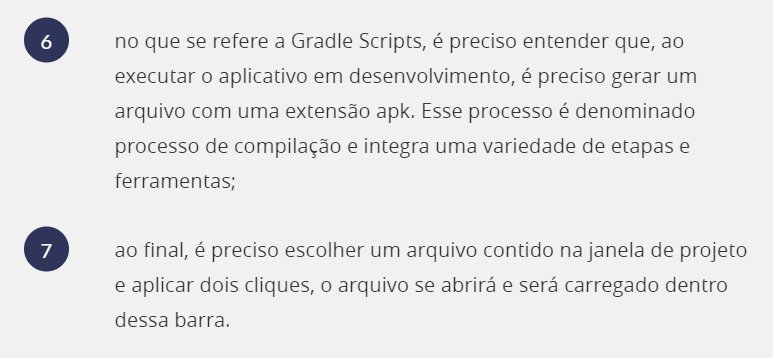 6
no que se refere a Gradle Scripts, é preciso entender que, ao
executar o aplicativo em desenvolvimento, é preciso gerar um
arquivo com uma extensão apk. Esse processo é denominado
processo de compilação e integra uma variedade de etapas e
ferramentas;
7
ao final, é preciso escolher um arquivo contido na janela de projeto
e aplicar dois cliques, o arquivo se abrirá e será carregado dentro
dessa barra.